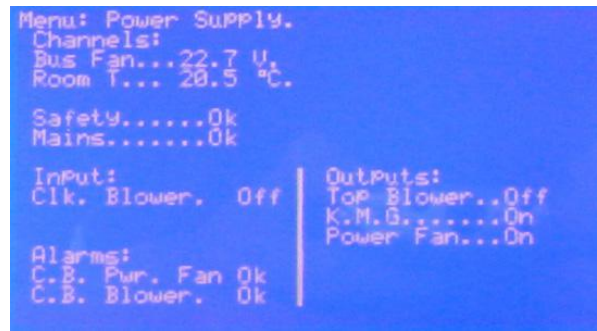 Menu: Power Supply.
Channels:
Bus Fan...22.7 V.
Room T... 20.5 °C.
Safety......Ok
Mains.......Ok
Input:
Clk. Blower. Off
Alarms:
C.B. Pwr. Fan Ok
C.B. Blower. Ok
Outputs:
Top Blower..Off
K.M.G.......On
Power Fan...On